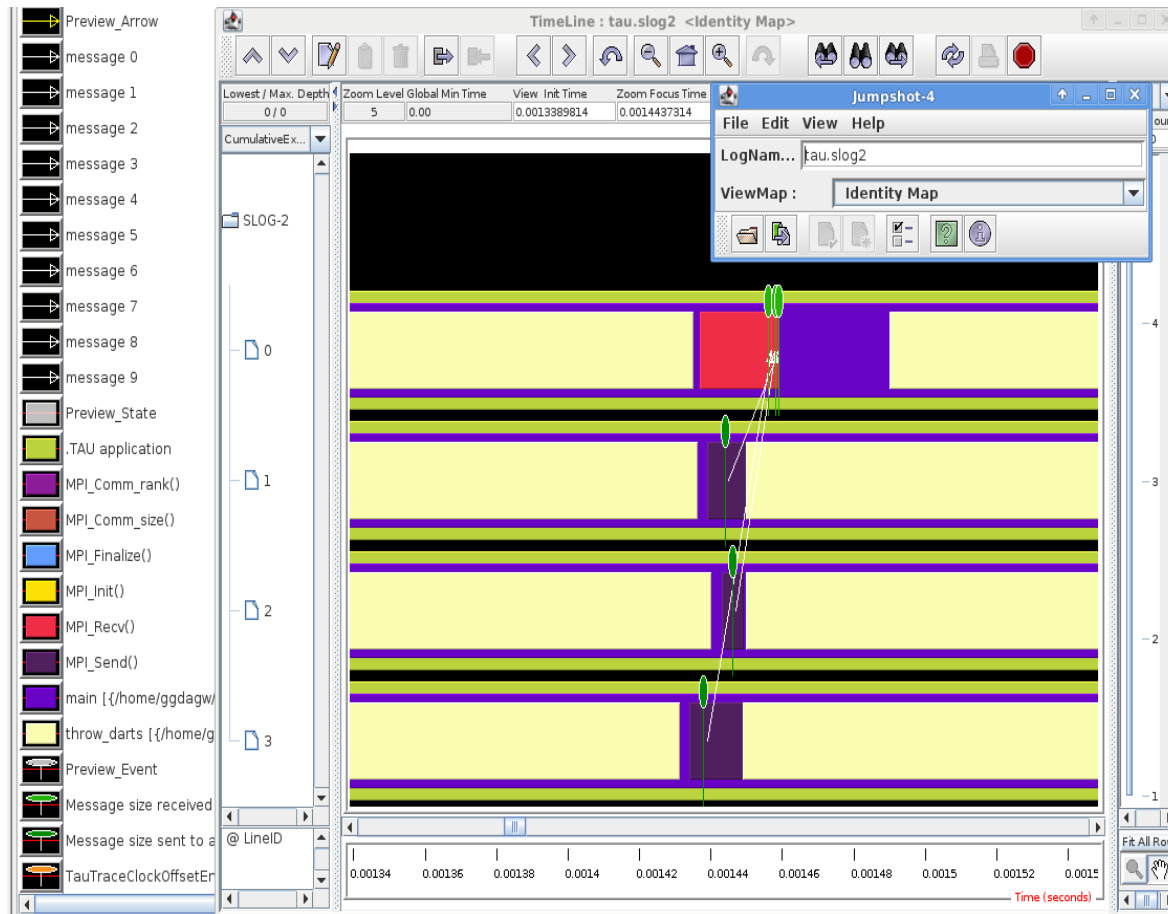 Preview_Arrow
message 0
message 1
message 2
message 3
message 4
message 5
message 6
message 7
message 8
message 9
Preview_State
.TAU application
MPI_Comm_rank()
MPI_Comm_size()
MPI_Finalize()
MPI_Init()
MPI_Recv()
MPI_Send()
main [{/home/ggdagw/
throw_darts [{/home/g
Preview_Event
Message size received
Message size sent to a
TauTraceClockOffsetEn
TimeLine : tau.slog2 <Identity Map>
Lowest / Max. Depth Zoom Level Global Min Time View Init Time Zoom Focus Time
0 / 0 5 0.00 0.0013389814 0.0014437314
CumulativeEx...
SLOG-2
0
1
2
3
@ LineID
Jumpshot-4
File Edit View Help
LogNam... tau.slog2
ViewMap : Identity Map
4
3
2
1
Fit All Ro
0.00134 0.00136 0.00138 0.0014 0.00142 0.00144 0.00146 0.00148 0.0015 0.00152 0.0015
Time (seconds)